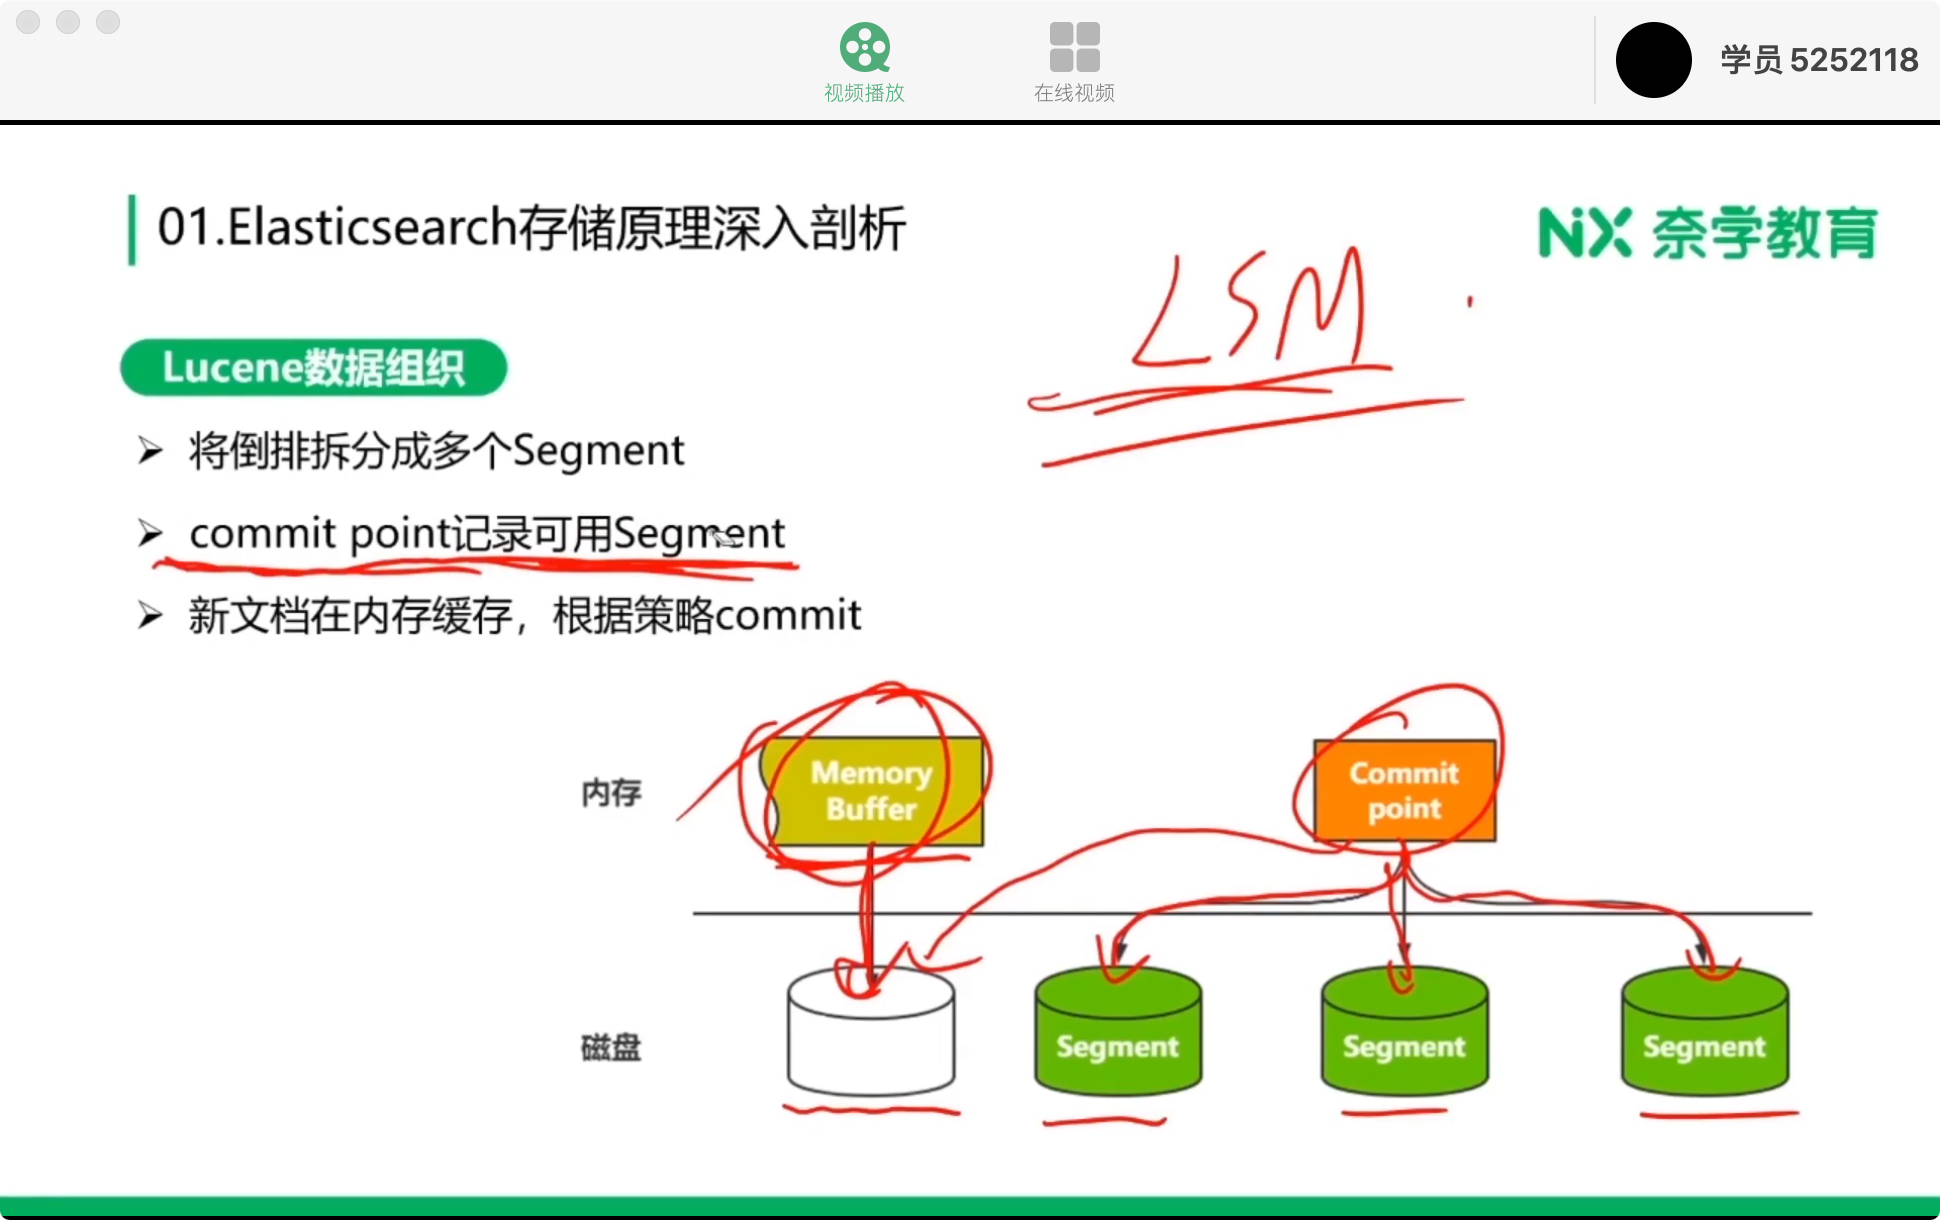 视频播放
在线视频
学员 5252118
01.Elasticsearch存储原理深入剖析
NiX 奈学教育
LSM
Lucene数据组织
将倒排拆分成多个Segment
commit point记录可用Segment
新文档在内存缓存，根据策略commit
内存
Memory
Buffer
Commit
point
磁盘
Segment
Segment
Segment